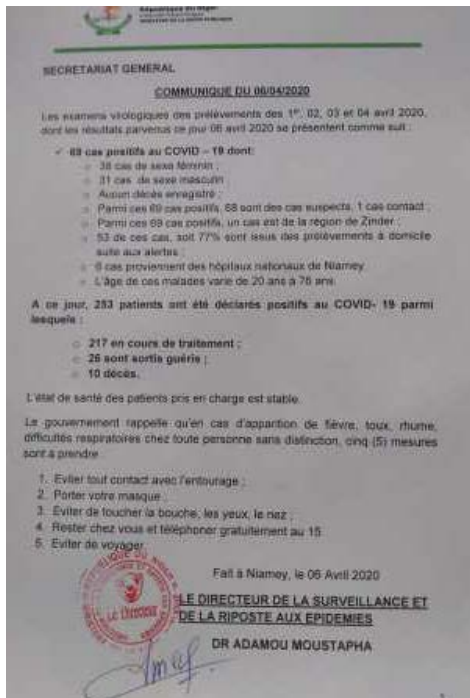 République du Niger
SECRETARIAT GENERAL
COMMUNIQUE DU 06/04/2020
Les examens virologiques des prélèvements des 1er, 02, 03 et 04 avril 2020,
dont les résultats parvenus ce jour 06 avril 2020 se présentent comme suit :
✓ 69 cas positifs au COVID – 19 dont:
o 38 cas de sexe féminin ;
o 31 cas de sexe masculin
o Aucun décès enregistré ;
o Parmi ces 69 cas positifs, 68 sont des cas suspects, 1 cas contact ;
o Parmi ces 69 cas positifs, un cas est de la région de Zinder ;
o 53 de ces cas, soit 77% sont issus des prélèvements à domicile
suite aux alertes ;
o 6 cas proviennent des hôpitaux nationaux de Niamey
o L'âge de ces malades varie de 20 ans à 76 ans.
A ce jour, 253 patients ont été déclarés positifs au COVID- 19 parmi
lesquels :
o 217 en cours de traitement ;
o 26 sont sortis guéris ;
o 10 décès.
L'état de santé des patients pris en charge est stable.
Le gouvernement rappelle qu'en cas d'apparition de fièvre, toux, rhume,
difficultés respiratoires chez toute personne sans distinction, cinq (5) mesures
sont à prendre
1. Eviter tout contact avec l'entourage ;
2. Porter votre masque
3. Éviter de toucher la bouche, les yeux, le nez ;
4. Rester chez vous et téléphoner gratuitement au 15
5. Eviter de voyager
Fait à Niamey, le 06 Avril 2020
LE DIRECTEUR DE LA SURVEILLANCE ET
DE LA RIPOSTE AUX EPIDEMIES
DR ADAMOU MOUSTAPHA